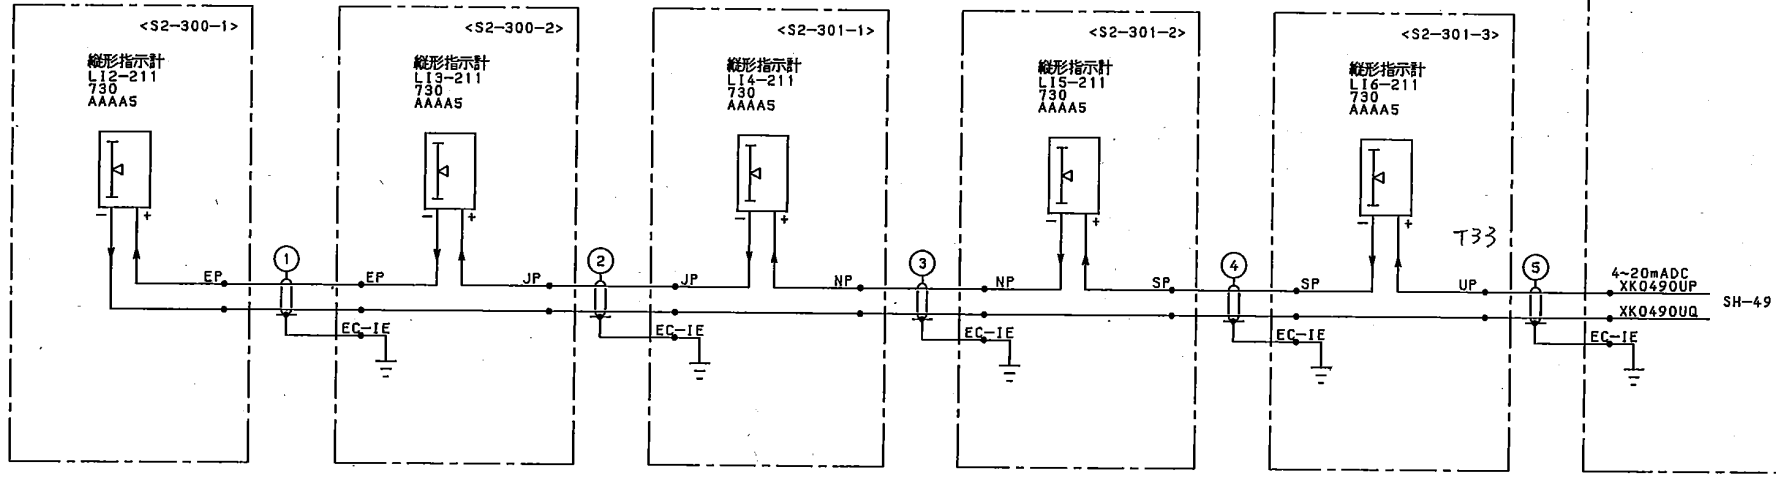 <S2-300-1>
縦形指示計
LI2-211
730
AAAA5
- +
<S2-300-2>
縦形指示計
LI3-211
730
AAAA5
- +
<S2-301-1>
縦形指示計
LI4-211
730
AAAA5
- +
<S2-301-2>
縦形指示計
LI5-211
730
AAAA5
- +
<S2-301-3>
縦形指示計
LI6-211
730
AAAA5
- +
T33
EP 1 EP JP 2 JP NP 3 NP SP 4 SP UP 5
4~20mADC
XK0490UP
SH-49
XK0490UQ
EC-IE EC-IE EC-IE EC-IE EC-IE